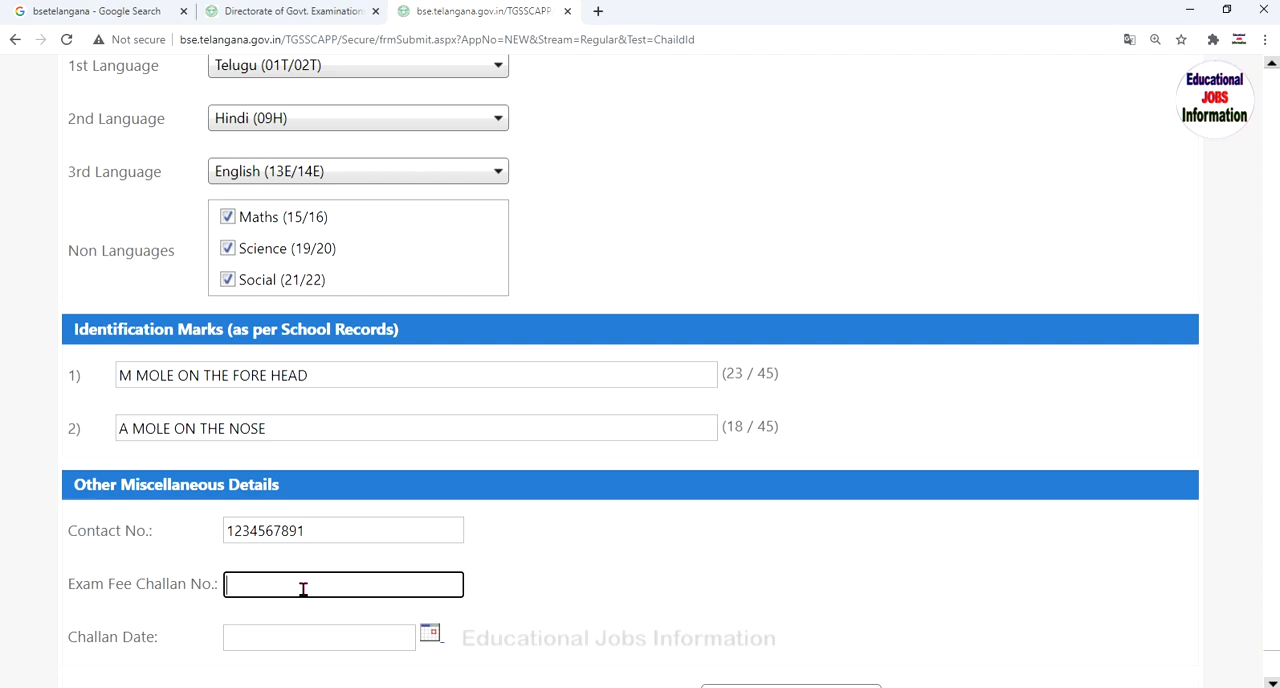 bsetelangana - Google Search
Directorate of Govt. Examination
bse.telangana.gov.in/TGSSCAPP
Not secure
bse.telangana.gov.in/TGSSCAPP/Secure/frmSubmit.aspx?AppNo=NEW&Stream=Regular&Test=ChaildId
Educational
JOBS
Information
1st Language
Telugu (01T/02T)
2nd Language
Hindi (09H)
3rd Language
English (13E/14E)
Non Languages
Maths (15/16)
Science (19/20)
Social (21/22)
Identification Marks (as per School Records)
1) M MOLE ON THE FORE HEAD (23 / 45)
2) A MOLE ON THE NOSE (18 / 45)
Other Miscellaneous Details
Contact No.: 1234567891
Exam Fee Challan No.:
Challan Date:
Educational Jobs Information